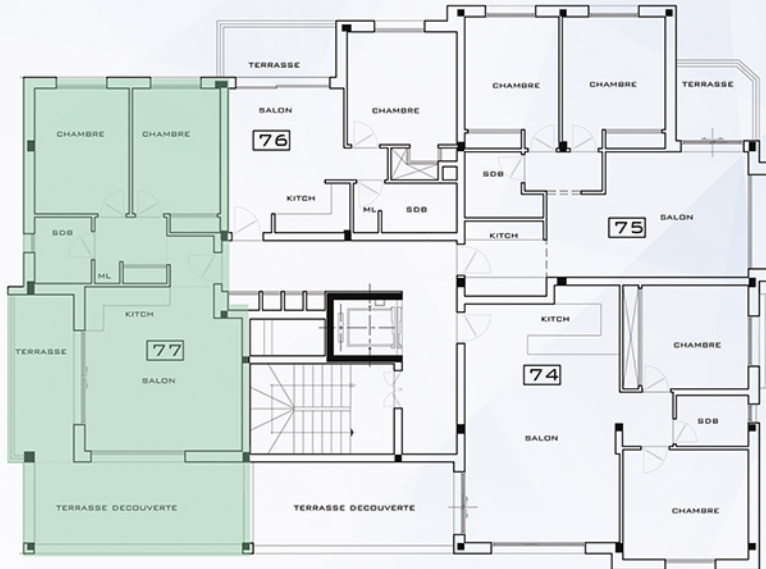 TERRASSE
SALON
CHAMBRE
76
KITCH
ML
SDB
CHAMBRE
CHAMBRE
TERRASSE
SDB
SALON
75
KITCH
CHAMBRE
CHAMBRE
SDB
ML
KITCH
77
TERRASSE
SALON
TERRASSE DECOUVERTE
TERRASSE DECOUVERTE
KITCH
CHAMBRE
74
SDB
SALON
CHAMBRE